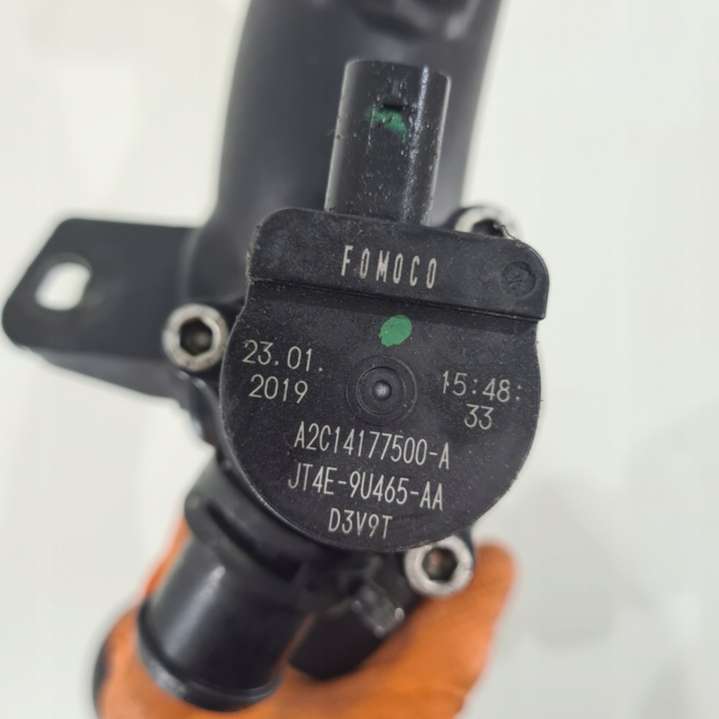 FOMOCO
23.01.
2019
15:48:
33
A2C14177500-A
JT4E-9U465-AA
D3V9T